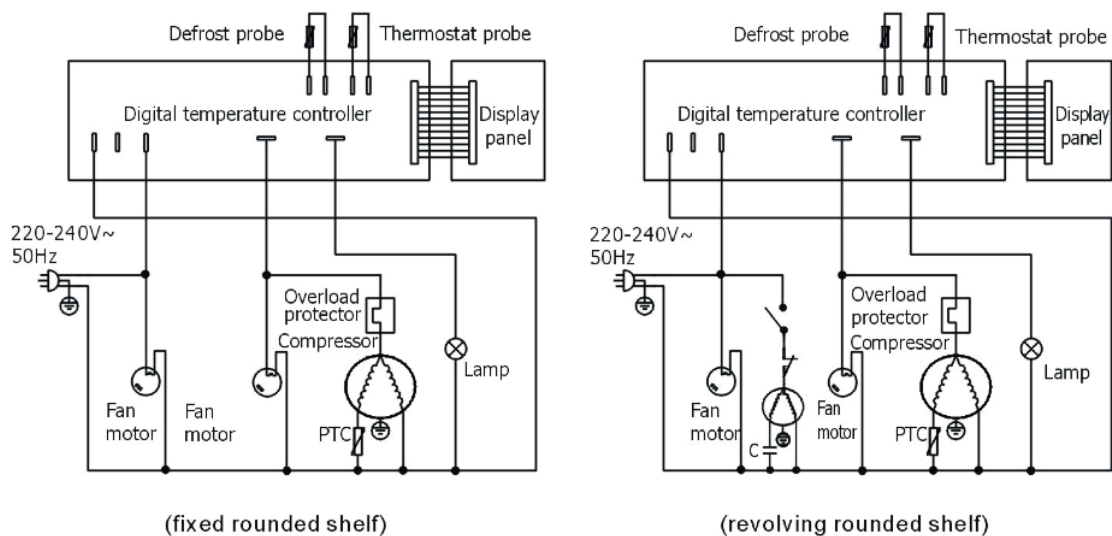 Defrost probe
Thermostat probe
Digital temperature controller
Display
panel
220-240V~
50Hz
Overload
protector
Compressor
Lamp
Fan
motor
Fan
motor
PTC
(fixed rounded shelf)
Defrost probe
Thermostat probe
Digital temperature controller
Display
panel
220-240V~
50Hz
Overload
protector
Compressor
Lamp
Fan
motor
Fan
motor
C
PTC
(revolving rounded shelf)